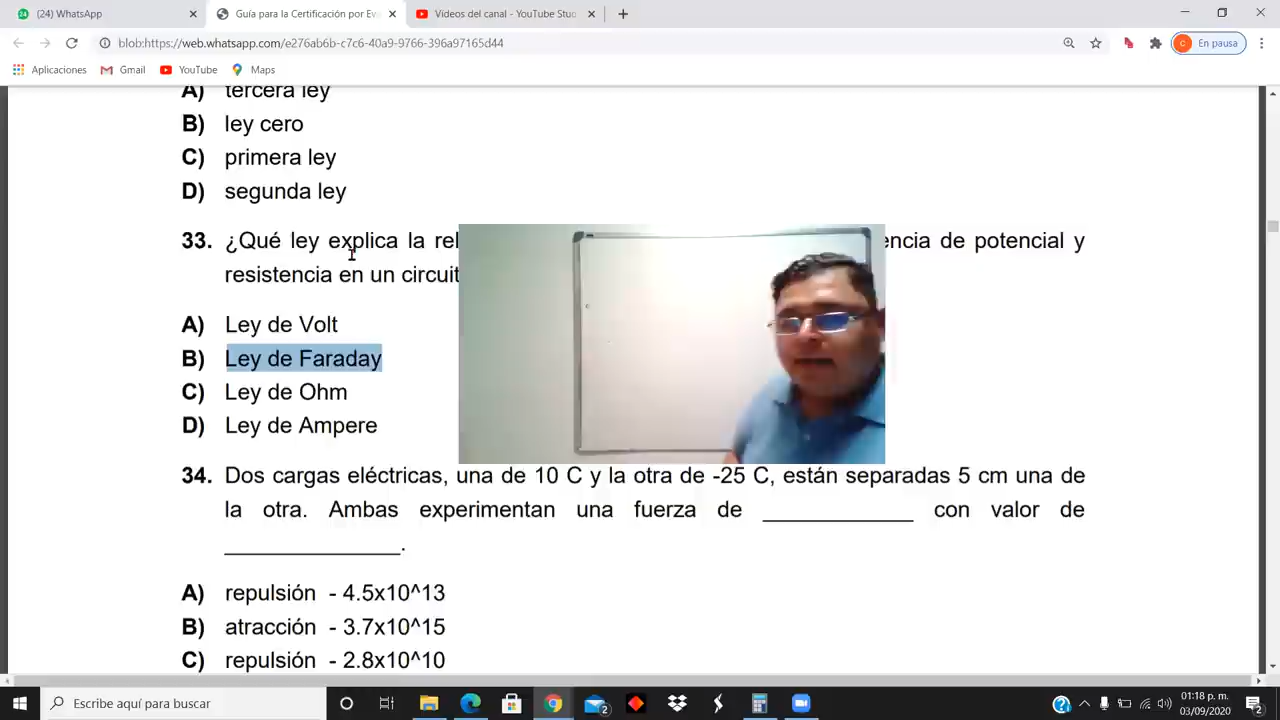 (24) WhatsApp
Guía para la Certificación por Eva
Videos del canal - YouTube Stu
blob:https://web.whatsapp.com/e276ab6b-c7c6-40a9-9766-396a97165d44
En pausa
Aplicaciones
Gmail
YouTube
Maps
A) tercera ley
B) ley cero
C) primera ley
D) segunda ley
33. ¿Qué ley explica la rel encia de potencial y
resistencia en un circuit
A) Ley de Volt
B) Ley de Faraday
C) Ley de Ohm
D) Ley de Ampere
34. Dos cargas eléctricas, una de 10 C y la otra de -25 C, están separadas 5 cm una de
la otra. Ambas experimentan una fuerza de ____________ con valor de
______________.
A) repulsión - 4.5x10^13
B) atracción - 3.7x10^15
C) repulsión - 2.8x10^10
Escribe aquí para buscar
01:18 p. m.
03/09/2020